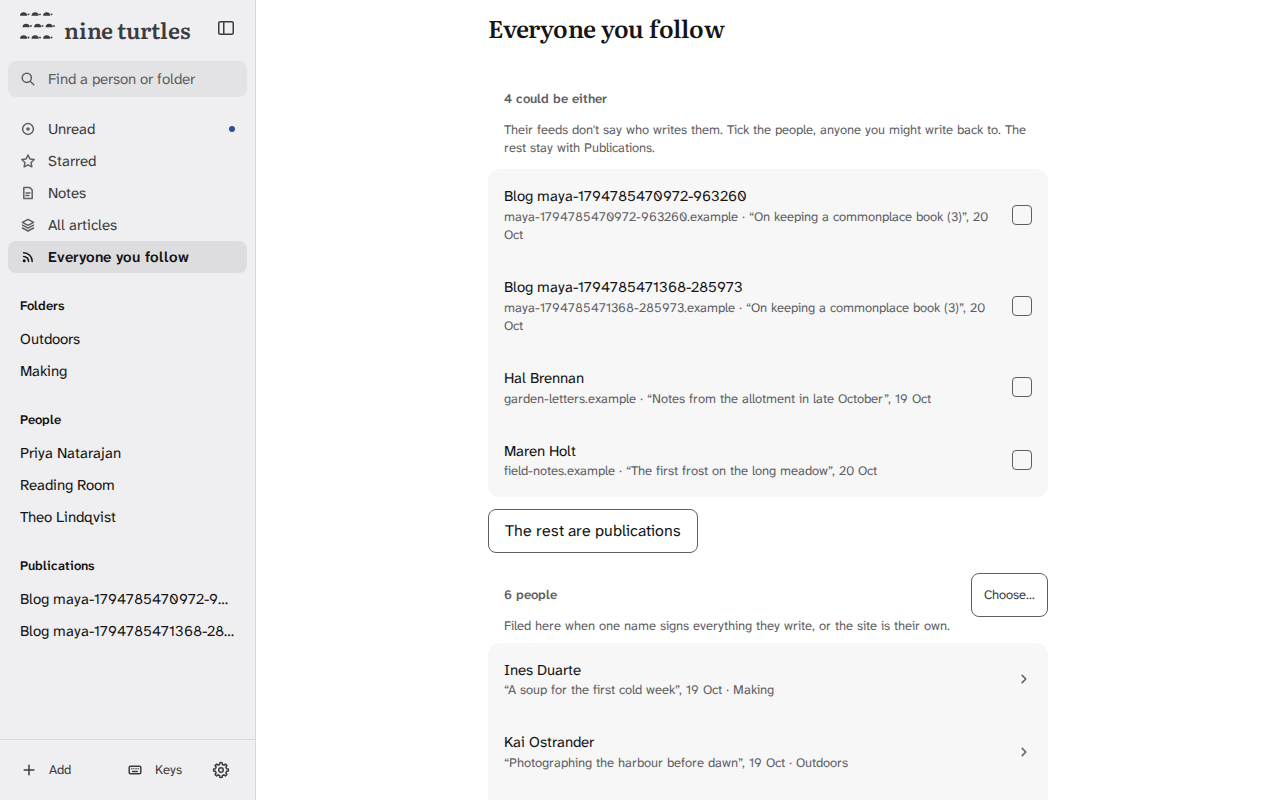 nine turtles
Find a person or folder
Unread
Starred
Notes
All articles
Everyone you follow
Folders
Outdoors
Making
People
Priya Natarajan
Reading Room
Theo Lindqvist
Publications
Blog maya-1794785470972-9...
Blog maya-1794785471368-28...
Add
Keys
Everyone you follow
4 could be either
Their feeds don't say who writes them. Tick the people, anyone you might write back to. The
rest stay with Publications.
Blog maya-1794785470972-963260
maya-1794785470972-963260.example · “On keeping a commonplace book (3)”, 20
Oct
Blog maya-1794785471368-285973
maya-1794785471368-285973.example · “On keeping a commonplace book (3)”, 20
Oct
Hal Brennan
garden-letters.example · “Notes from the allotment in late October”, 19 Oct
Maren Holt
field-notes.example · “The first frost on the long meadow”, 20 Oct
The rest are publications
6 people
Choose...
Filed here when one name signs everything they write, or the site is their own.
Ines Duarte
“A soup for the first cold week”, 19 Oct · Making
Kai Ostrander
“Photographing the harbour before dawn”, 19 Oct · Outdoors